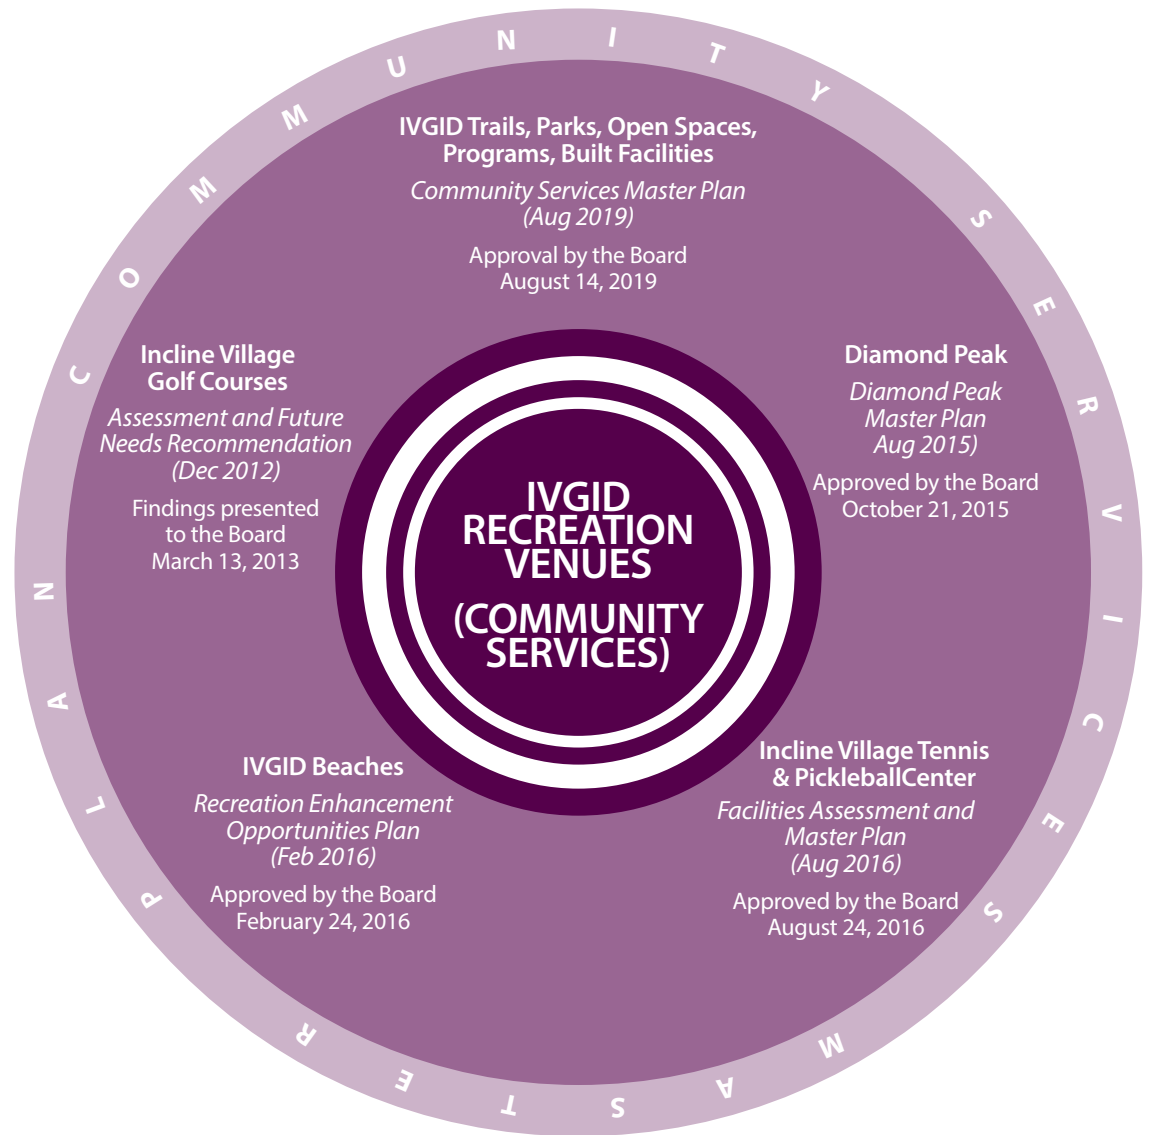 COMMUNITY SERVICES MASTER PLAN
IVGID Trails, Parks, Open Spaces,
Programs, Built Facilities
Community Services Master Plan
(Aug 2019)
Approval by the Board
August 14, 2019
Incline Village
Golf Courses
Assessment and Future
Needs Recommendation
(Dec 2012)
Findings presented
to the Board
March 13, 2013
Diamond Peak
Diamond Peak
Master Plan
Aug 2015)
Approved by the Board
October 21, 2015
IVGID
RECREATION
VENUES
(COMMUNITY
SERVICES)
IVGID Beaches
Recreation Enhancement
Opportunities Plan
(Feb 2016)
Approved by the Board
February 24, 2016
Incline Village Tennis
& PickleballCenter
Facilities Assessment and
Master Plan
(Aug 2016)
Approved by the Board
August 24, 2016